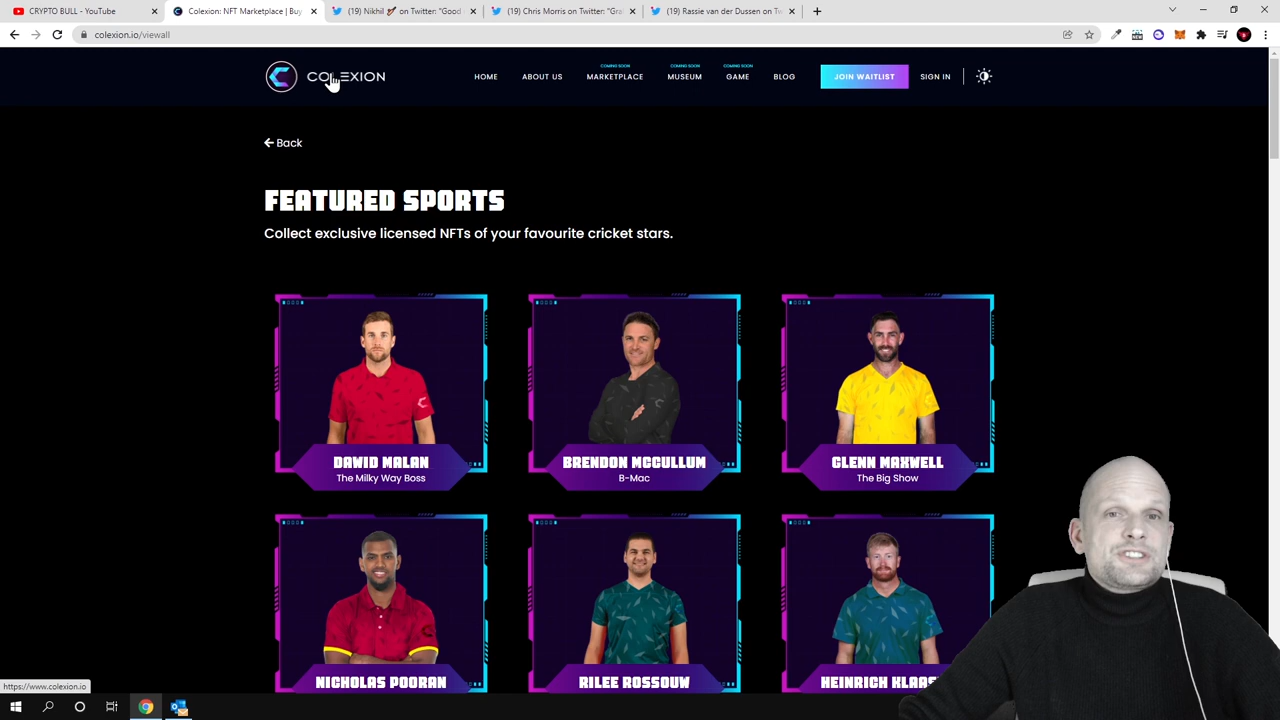 CRYPTO BULL - YouTube
Colexion: NFT Marketplace | Buy
(19) Nikhil 🚀 on Twitter: "Good
(19) Chris Morris on Twitter: "Gra
(19) Rassie van der Dussen on Tw
colexion.io/viewall
COLEXION
HOME
ABOUT US
COMING SOON
MARKETPLACE
COMING SOON
MUSEUM
COMING SOON
GAME
BLOG
JOIN WAITLIST
SIGN IN
Back
FEATURED SPORTS
Collect exclusive licensed NFTs of your favourite cricket stars.
DAWID MALAN
The Milky Way Boss
BRENDON MCCULLUM
B-Mac
GLENN MAXWELL
The Big Show
NICHOLAS POORAN
RILEE ROSSOUW
HEINRICH KLAAS
https://www.colexion.io